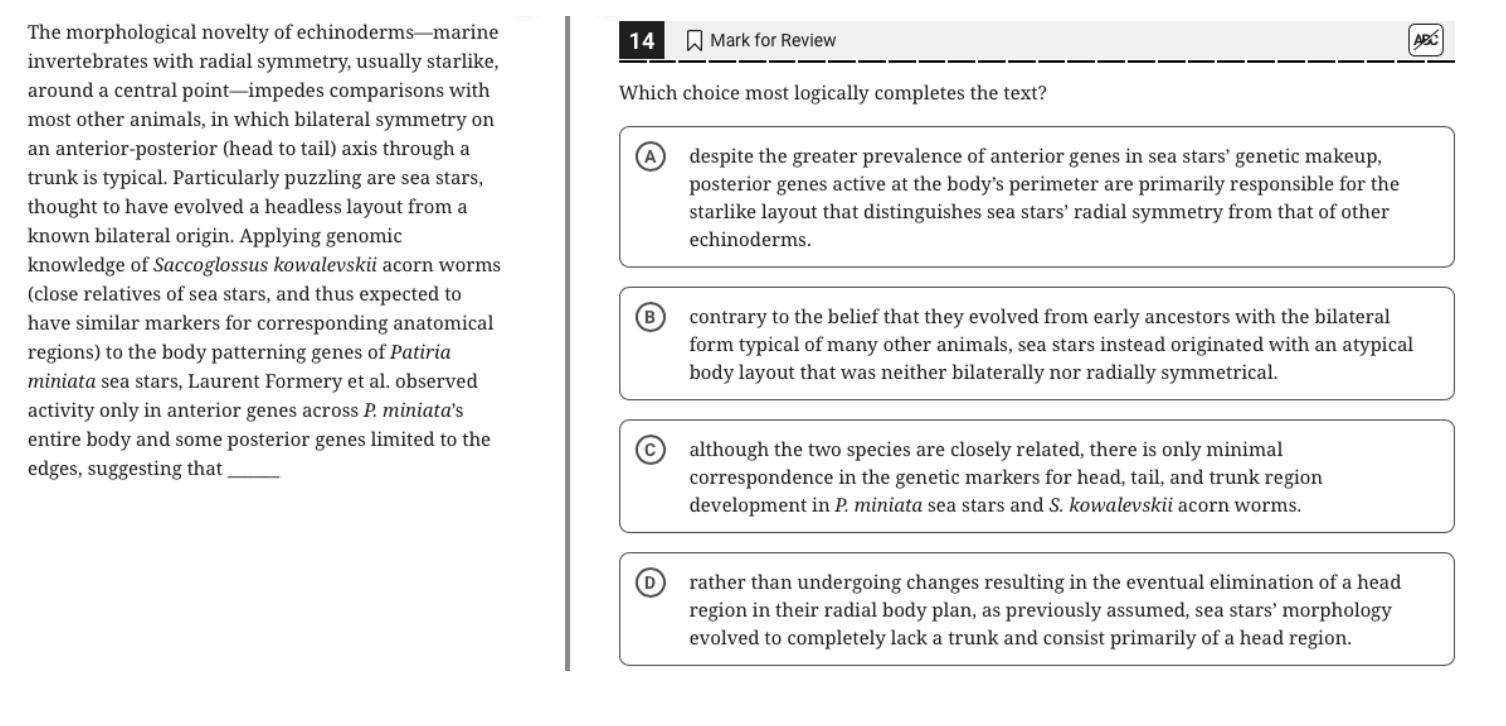 The morphological novelty of echinoderms—marine
invertebrates with radial symmetry, usually starlike,
around a central point—impedes comparisons with
most other animals, in which bilateral symmetry on
an anterior-posterior (head to tail) axis through a
trunk is typical. Particularly puzzling are sea stars,
thought to have evolved a headless layout from a
known bilateral origin. Applying genomic
knowledge of Saccoglossus kowalevskii acorn worms
(close relatives of sea stars, and thus expected to
have similar markers for corresponding anatomical
regions) to the body patterning genes of Patiria
miniata sea stars, Laurent Formery et al. observed
activity only in anterior genes across P. miniata's
entire body and some posterior genes limited to the
edges, suggesting that ______
14 Mark for Review ABC
Which choice most logically completes the text?
A despite the greater prevalence of anterior genes in sea stars' genetic makeup,
posterior genes active at the body's perimeter are primarily responsible for the
starlike layout that distinguishes sea stars' radial symmetry from that of other
echinoderms.
B contrary to the belief that they evolved from early ancestors with the bilateral
form typical of many other animals, sea stars instead originated with an atypical
body layout that was neither bilaterally nor radially symmetrical.
C although the two species are closely related, there is only minimal
correspondence in the genetic markers for head, tail, and trunk region
development in P. miniata sea stars and S. kowalevskii acorn worms.
D rather than undergoing changes resulting in the eventual elimination of a head
region in their radial body plan, as previously assumed, sea stars' morphology
evolved to completely lack a trunk and consist primarily of a head region.